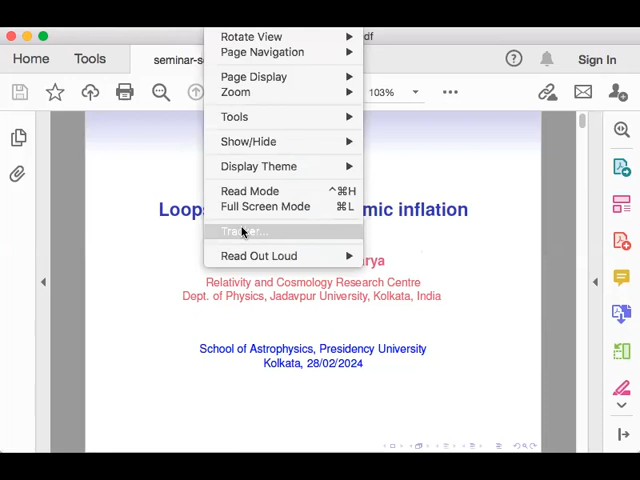 df
Home
Tools
seminar-s
Sign In
103%
Rotate View
Page Navigation
Page Display
Zoom
Tools
Show/Hide
Display Theme
Read Mode ^⌘H
Full Screen Mode ⌘L
Tracker...
Read Out Loud
Loops mic inflation
arya
Relativity and Cosmology Research Centre
Dept. of Physics, Jadavpur University, Kolkata, India
School of Astrophysics, Presidency University
Kolkata, 28/02/2024